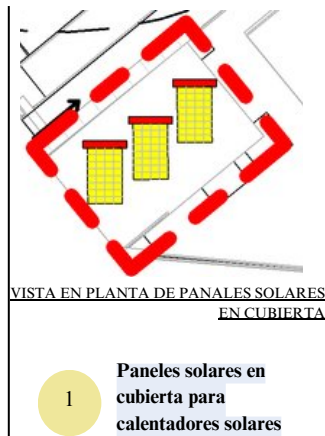 VISTA EN PLANTA DE PANALES SOLARES
EN CUBIERTA
1
Paneles solares en
cubierta para
calentadores solares